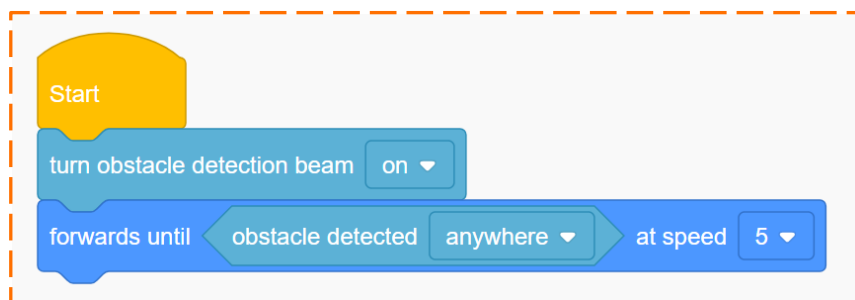 Start
turn obstacle detection beam on
forwards until obstacle detected anywhere at speed 5